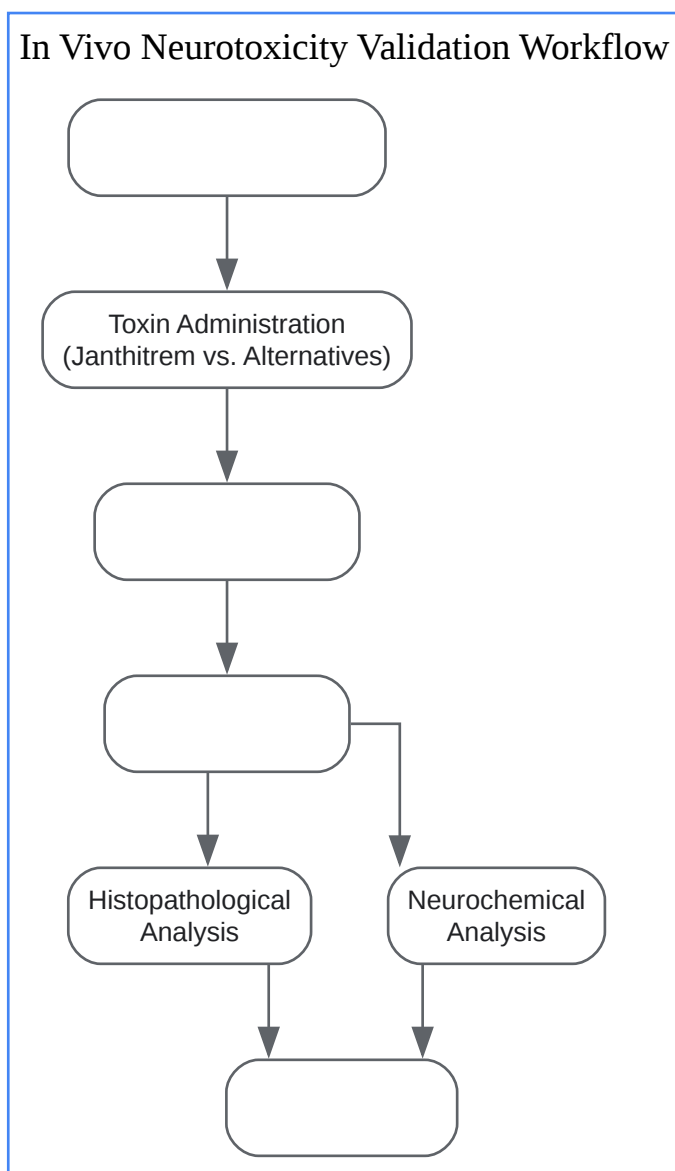 In Vivo Neurotoxicity Validation Workflow
Toxin Administration
(Janthitrem vs. Alternatives)
Histopathological
Analysis
Neurochemical
Analysis